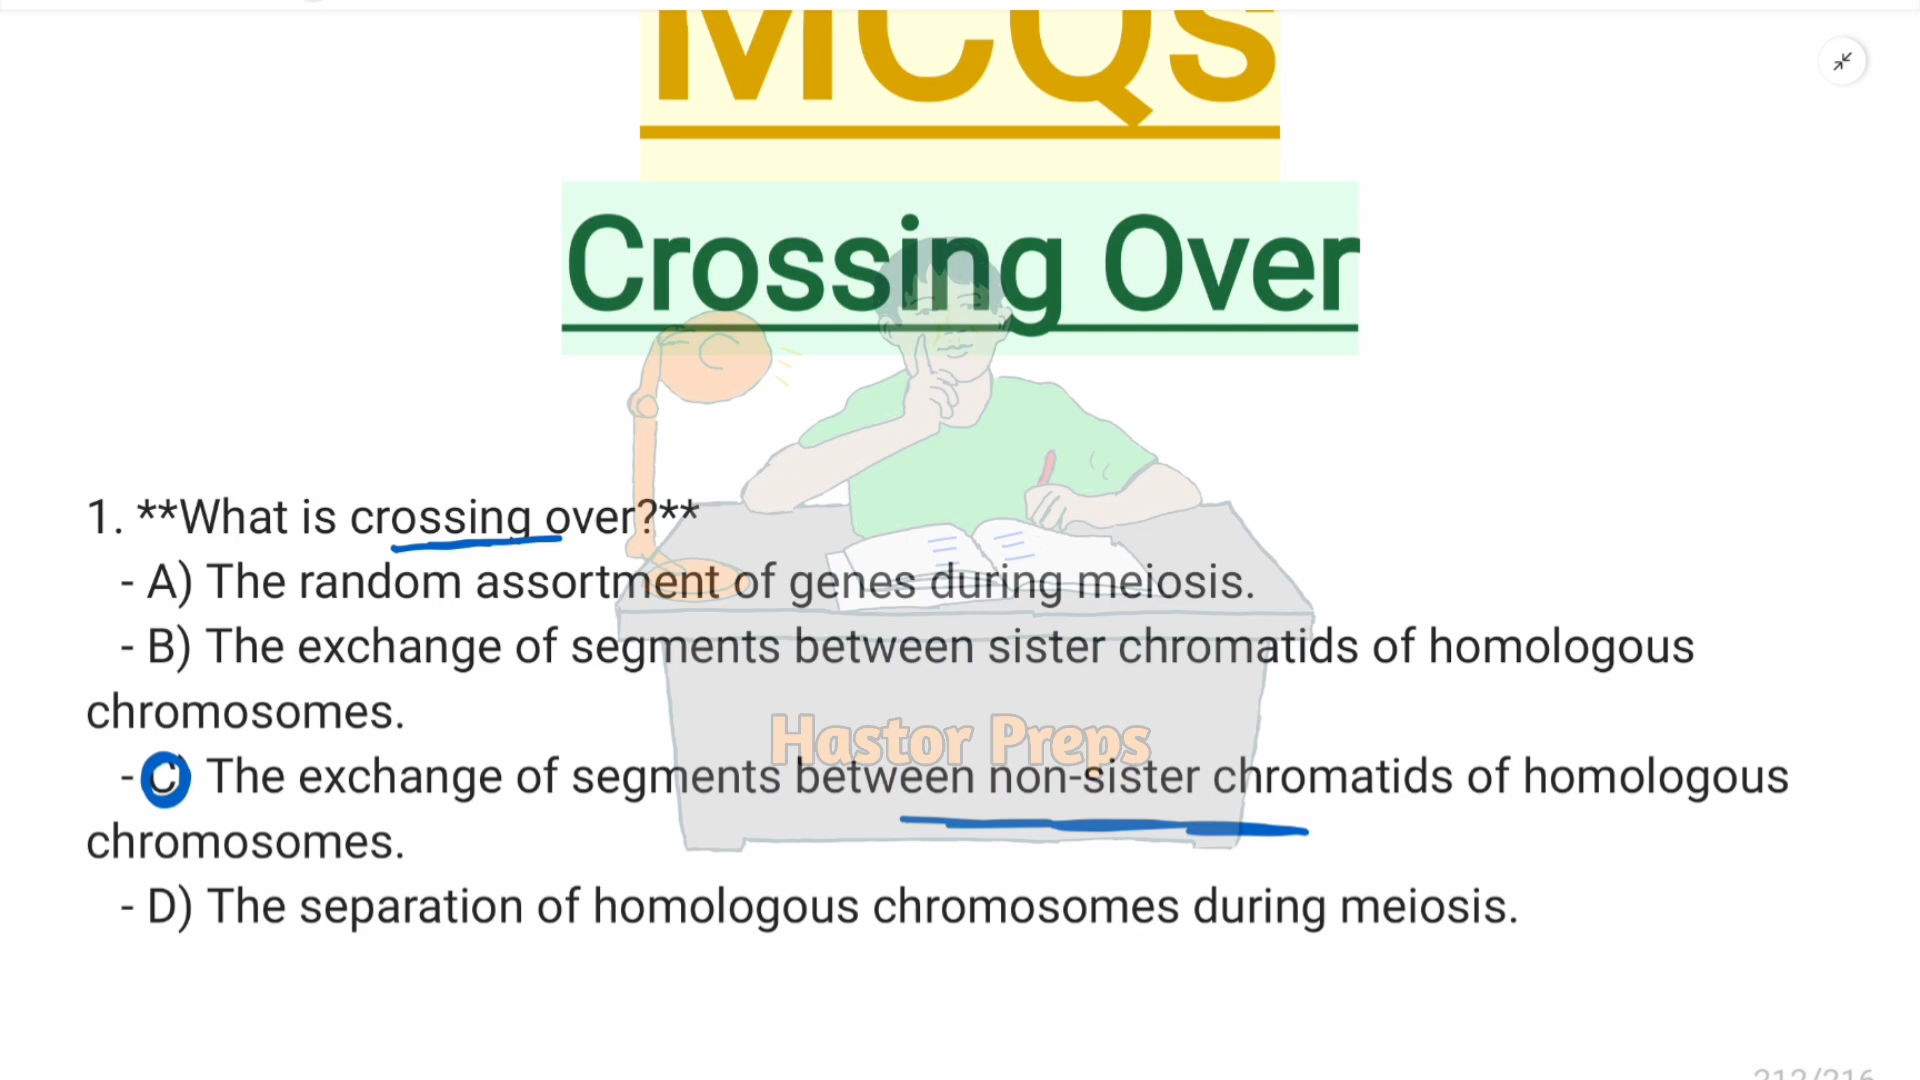 MCQs
Crossing Over
1. **What is crossing over?**
- A) The random assortment of genes during meiosis.
- B) The exchange of segments between sister chromatids of homologous
chromosomes.
Hastor Preps
- C) The exchange of segments between non-sister chromatids of homologous
chromosomes.
- D) The separation of homologous chromosomes during meiosis.